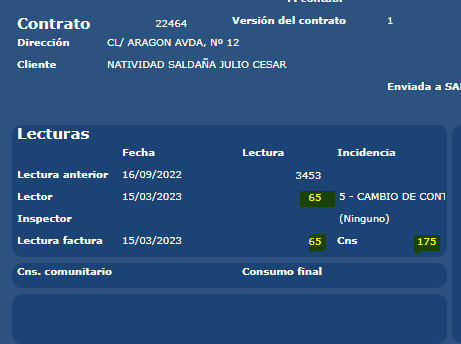 Contrato 22464 Versión del contrato 1
Dirección CL/ ARAGON AVDA, Nº 12
Cliente NATIVIDAD SALDAÑA JULIO CESAR
Enviada a SA
Lecturas
Fecha Lectura Incidencia
Lectura anterior 16/09/2022 3453
Lector 15/03/2023 65 5 - CAMBIO DE CONT
Inspector (Ninguno)
Lectura factura 15/03/2023 65 Cns 175
Cns. comunitario Consumo final